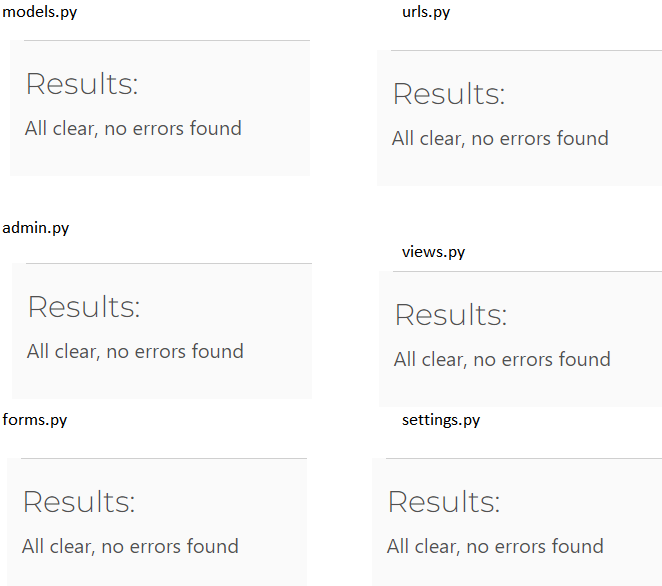 models.py
Results:
All clear, no errors found
urls.py
Results:
All clear, no errors found
admin.py
Results:
All clear, no errors found
views.py
Results:
All clear, no errors found
forms.py
Results:
All clear, no errors found
settings.py
Results:
All clear, no errors found